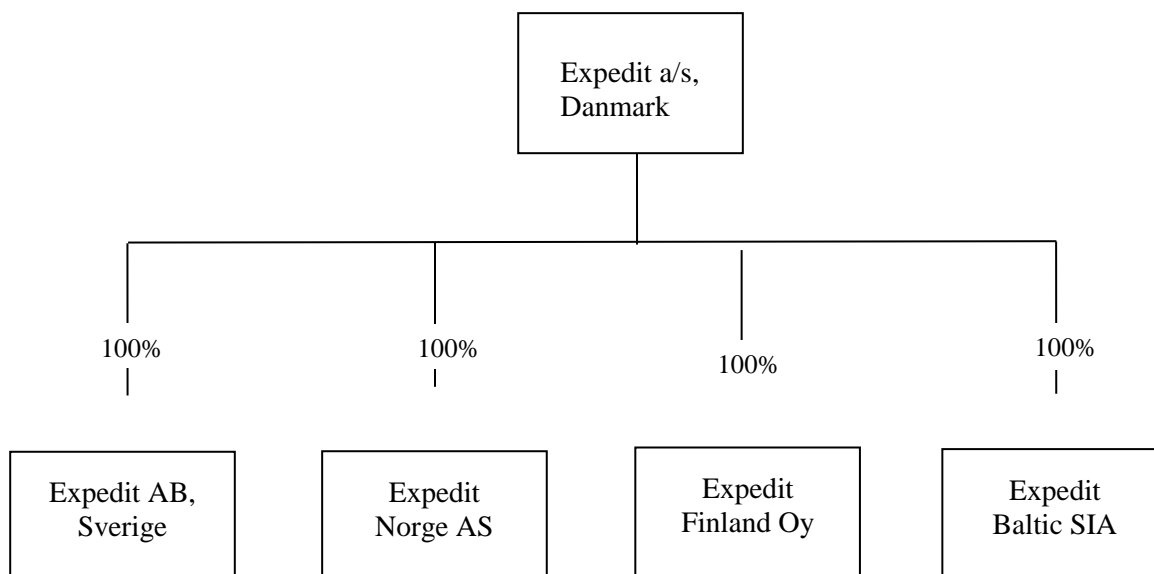 Expedit a/s,
Danmark
100%
100%
100%
100%
Expedit AB,
Sverige
Expedit
Norge AS
Expedit
Finland Oy
Expedit
Baltic SIA